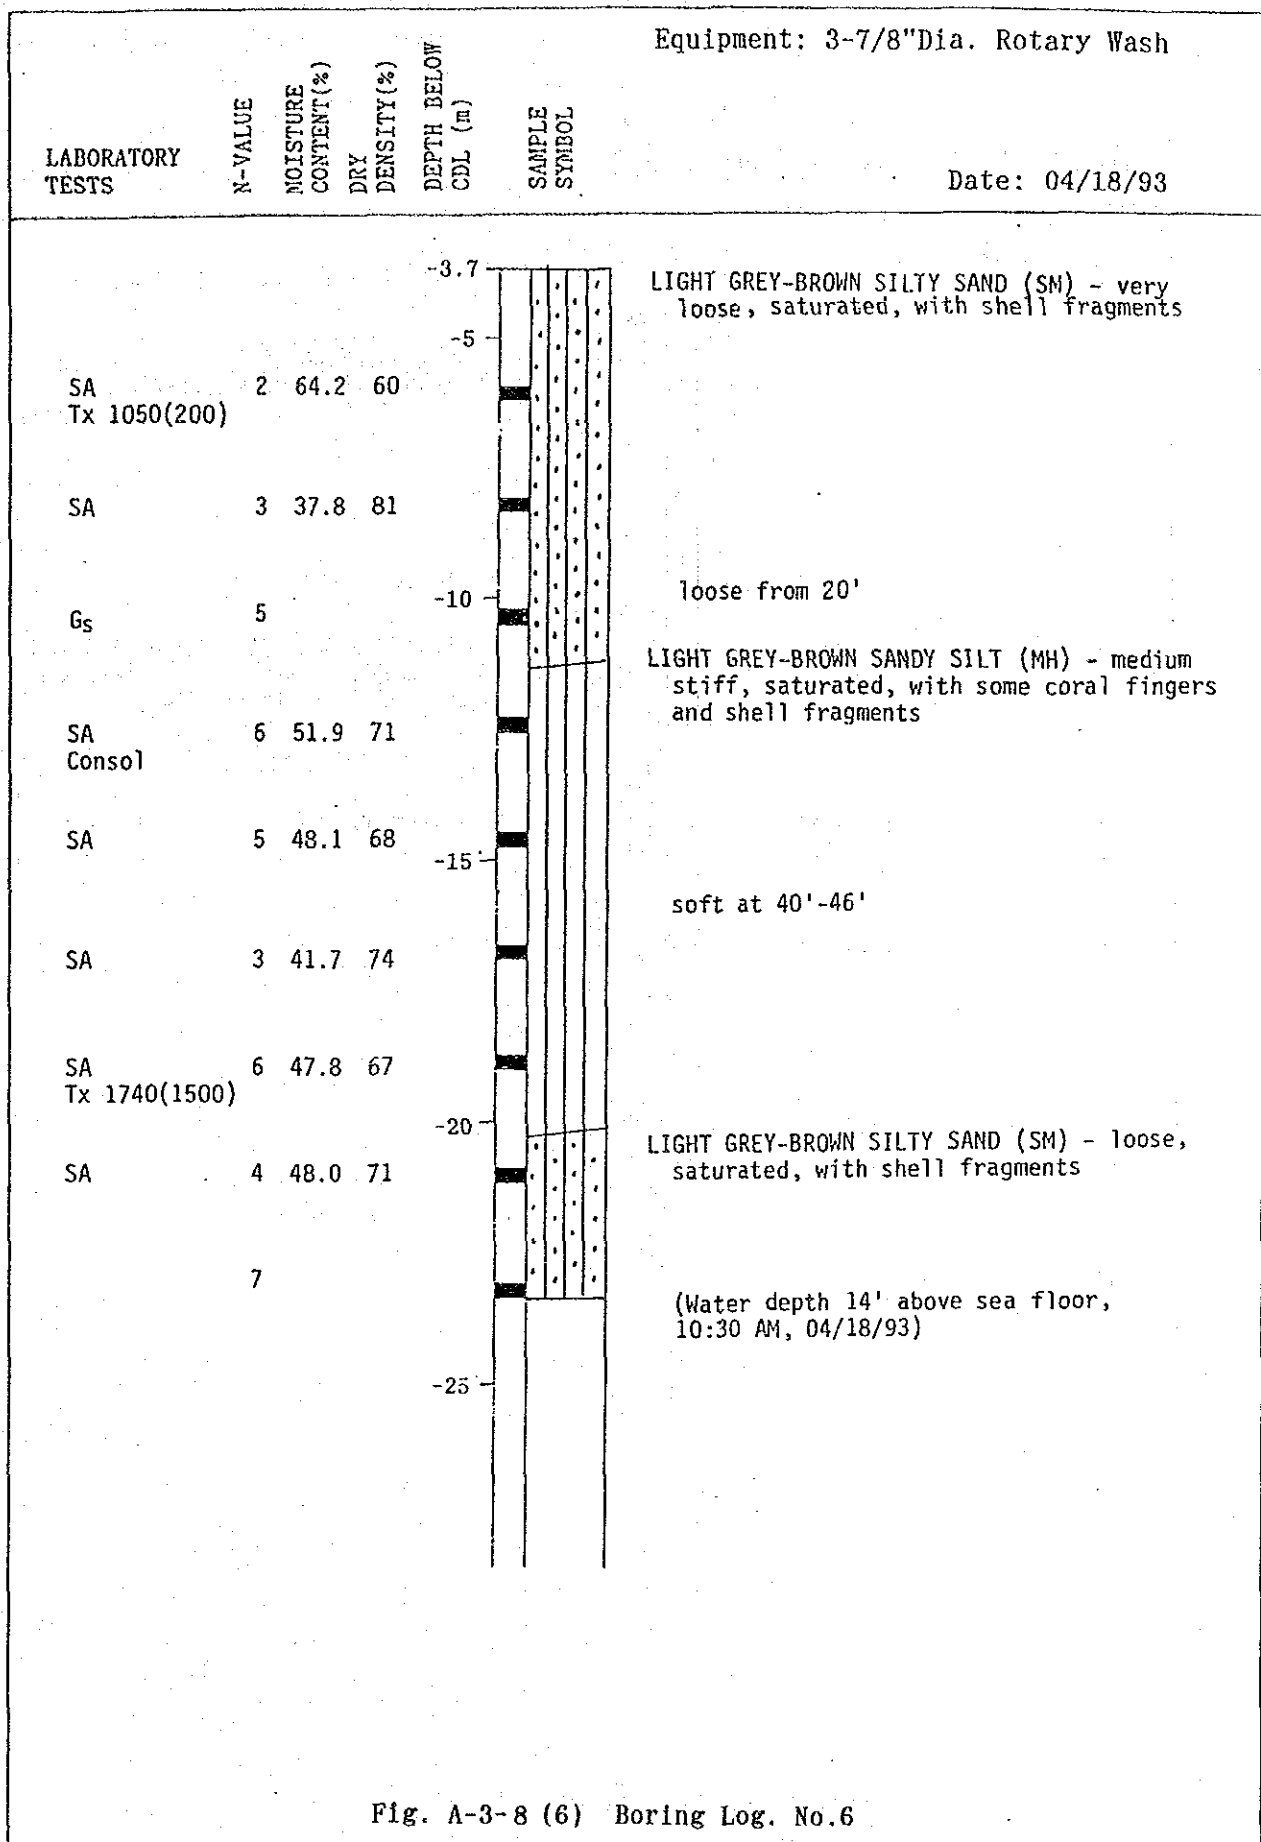 Equipment: 3-7/8"Dia. Rotary Wash
LABORATORY
TESTS
N-VALUE
MOISTURE
CONTENT(%)
DRY
DENSITY(%)
DEPTH BELOW
CDL (m)
SAMPLE
SYMBOL
Date: 04/18/93
-3.7
LIGHT GREY-BROWN SILTY SAND (SM) - very
loose, saturated, with shell fragments
-5
SA 2 64.2 60
Tx 1050(200)
SA 3 37.8 81
loose from 20'
-10
Gs 5
LIGHT GREY-BROWN SANDY SILT (MH) - medium
stiff, saturated, with some coral fingers
and shell fragments
SA 6 51.9 71
Consol
SA 5 48.1 68
-15
soft at 40'-46'
SA 3 41.7 74
SA 6 47.8 67
Tx 1740(1500)
-20
LIGHT GREY-BROWN SILTY SAND (SM) - loose,
saturated, with shell fragments
SA 4 48.0 71
7
(Water depth 14' above sea floor,
10:30 AM, 04/18/93)
-25
Fig. A-3-8 (6) Boring Log. No.6